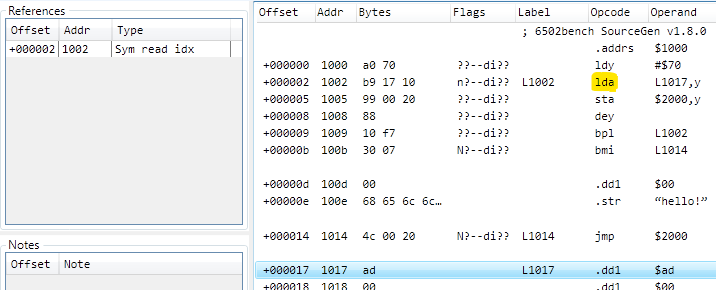 References
Offset Addr Type
+000002 1002 Sym read idx
Notes
Offset Note
Offset Addr Bytes Flags Label Opcode Operand
; 6502bench SourceGen v1.8.0
.addrs $1000
+000000 1000 a0 70 ??--di?? ldy #$70
+000002 1002 b9 17 10 n?--di?? L1002 lda L1017,y
+000005 1005 99 00 20 ??--di?? sta $2000,y
+000008 1008 88 ??--di?? dey
+000009 1009 10 f7 ??--di?? bpl L1002
+00000b 100b 30 07 N?--di?? bmi L1014
+00000d 100d 00 .dd1 $00
+00000e 100e 68 65 6c 6c… .str “hello!”
+000014 1014 4c 00 20 N?--di?? L1014 jmp $2000
+000017 1017 ad L1017 .dd1 $ad
+000018 1018 00 .dd1 $00